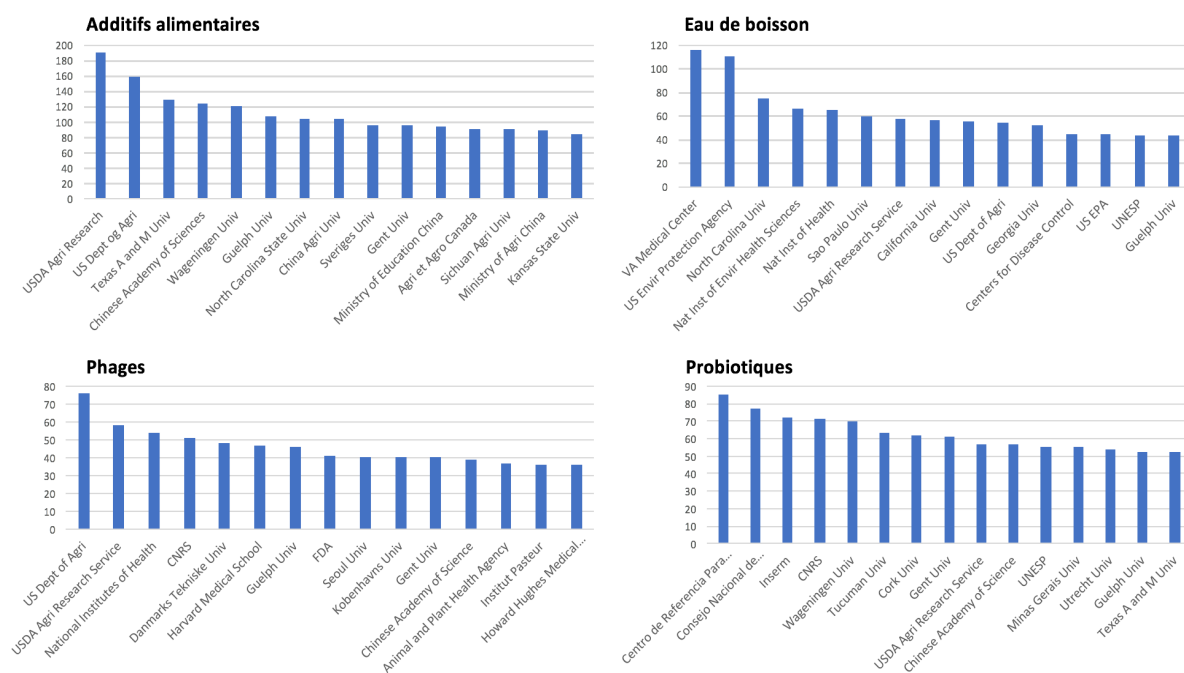 Additifs alimentaires
200
180
160
140
120
100
80
60
40
20
0
USDA Agri Research
US Dept og Agri
Texas A and M Univ
Chinese Academy of Sciences
Wageningen Univ
Guelph Univ
North Carolina State Univ
China Agri Univ
Sveriges Univ
Gent Univ
Ministry of Education China
Agri et Agro Canada
Sichuan Agri Univ
Ministry of Agri China
Kansas State Univ
Eau de boisson
120
100
80
60
40
20
0
VA Medical Center
US Envir Protection Agency
North Carolina Univ
Nat Inst of Envir Health Sciences
Nat Inst of Health
Sao Paulo Univ
USDA Agri Research Service
California Univ
Gent Univ
US Dept of Agri
Georgia Univ
Centers for Disease Control
US EPA
UNESP
Guelph Univ
Phages
80
70
60
50
40
30
20
10
0
US Dept of Agri
USDA Agri Research Service
National Institutes of Health
CNRS
Danmarks Tekniske Univ
Harvard Medical School
Guelph Univ
FDA
Seoul Univ
Kobenhavns Univ
Gent Univ
Chinese Academy of Science
Animal and Plant Health Agency
Institut Pasteur
Howard Hughes Medical...
Probiotiques
90
80
70
60
50
40
30
20
10
0
Centro de Referencia Para...
Consejo Nacional de...
Inserm
CNRS
Wageningen Univ
Tucuman Univ
Cork Univ
Gent Univ
USDA Agri Research Service
Chinese Academy of Science
UNESP
Minas Gerais Univ
Utrecht Univ
Guelph Univ
Texas A and M Univ